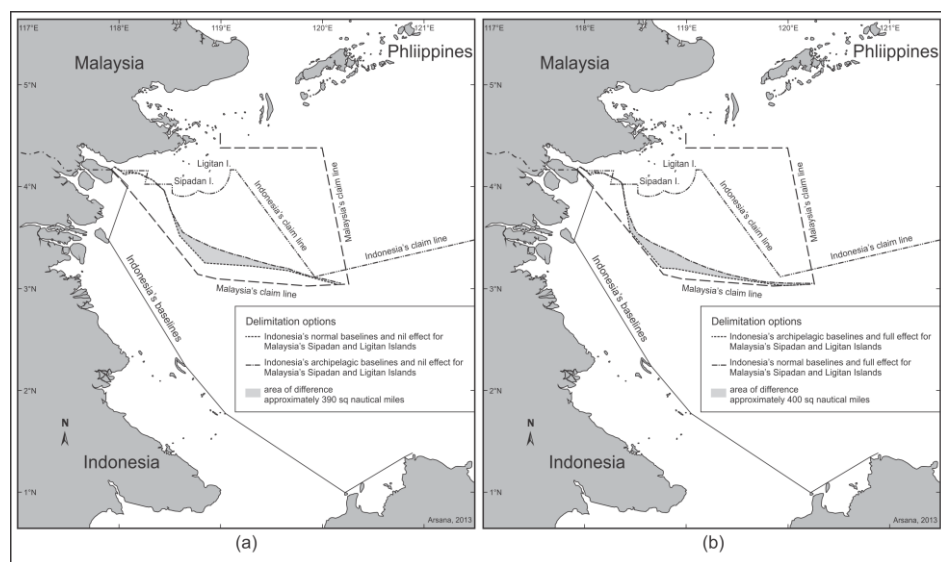 117°E
118°E
119°E
120°E
121°E
Malaysia
Phliippines
5°N
4°N
3°N
2°N
1°N
Ligitan I.
Sipadan I.
Indonesia's claim line
Malaysia's claim line
Indonesia's claim line
Malaysia's claim line
Indonesia's baselines
Delimitation options
Indonesia's normal baselines and nil effect for
Malaysia's Sipadan and Ligitan Islands
Indonesia's archipelagic baselines and nil effect for
Malaysia's Sipadan and Ligitan Islands
area of difference
approximately 390 sq nautical miles
N
Indonesia
Arsana, 2013
(a)
117°E
118°E
119°E
120°E
121°E
Malaysia
Phliippines
5°N
4°N
3°N
2°N
1°N
Ligitan I.
Sipadan I.
Indonesia's claim line
Malaysia's claim line
Indonesia's claim line
Malaysia's claim line
Indonesia's baselines
Delimitation options
Indonesia's archipelagic baselines and full effect for
Malaysia's Sipadan and Ligitan Islands
Indonesia's normal baselines and full effect for
Malaysia's Sipadan and Ligitan Islands
area of difference
approximately 400 sq nautical miles
N
Indonesia
Arsana, 2013
(b)